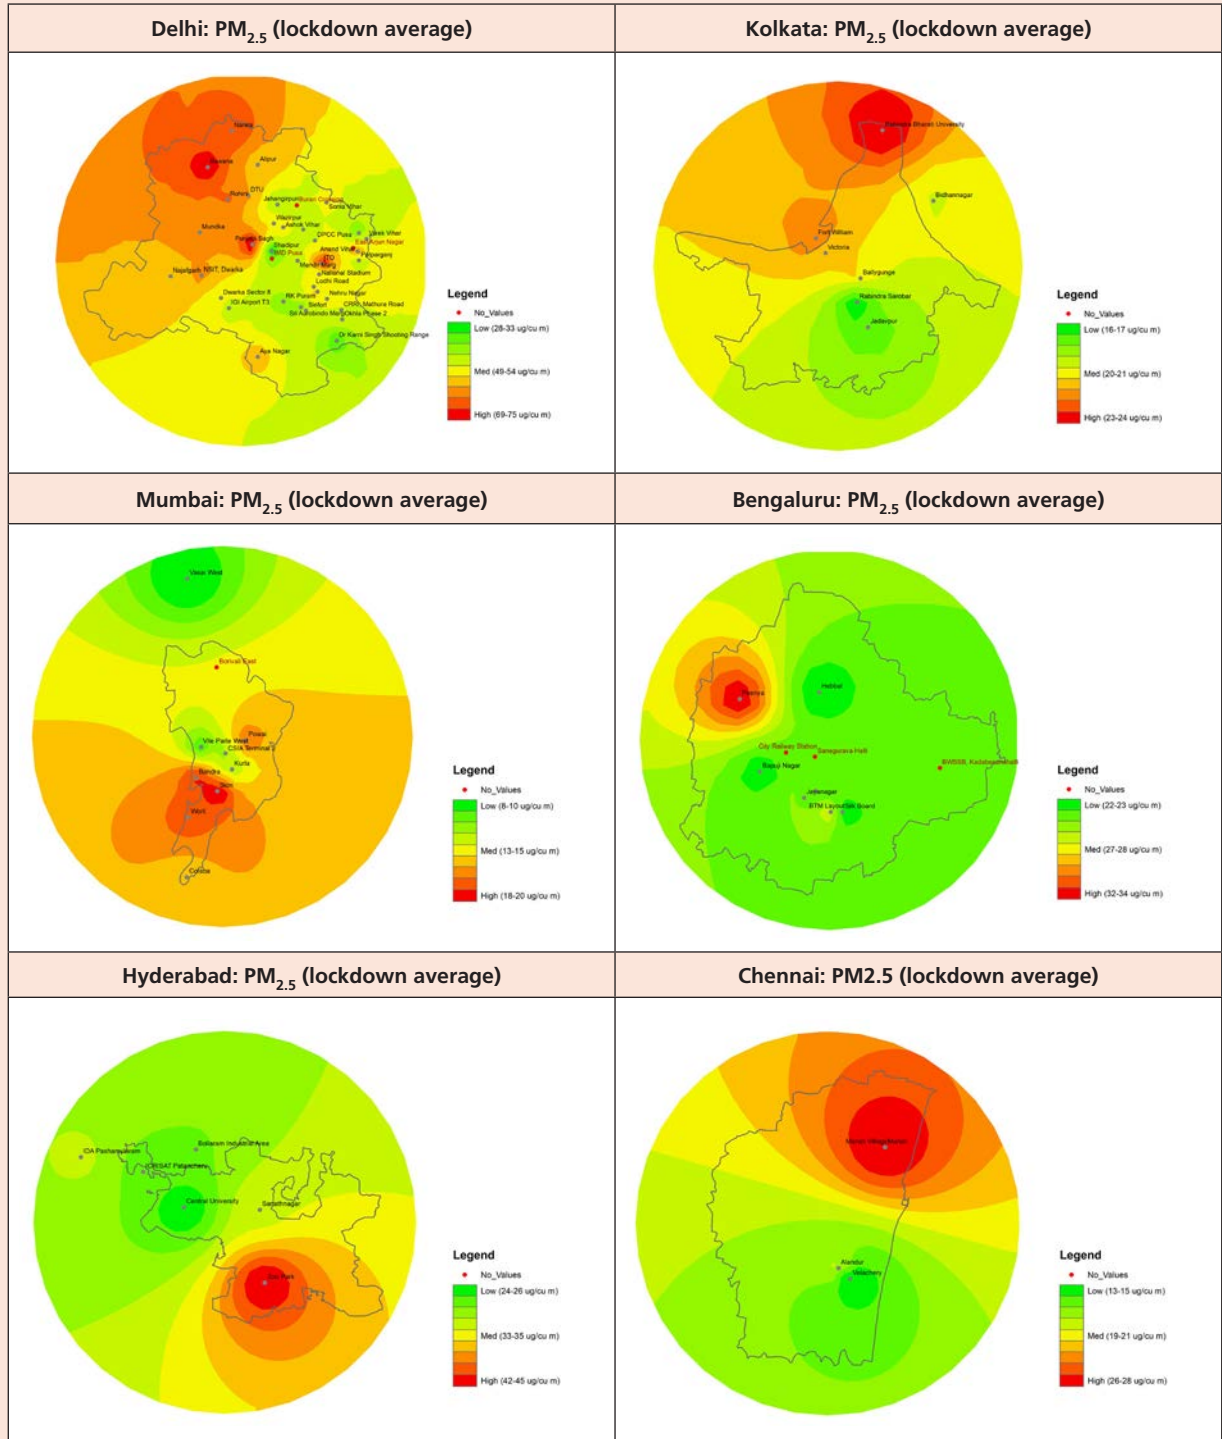 Delhi: PM2.5 (lockdown average)
Kolkata: PM2.5 (lockdown average)
Narela
Bawana
Alipur
Rohini
DTU
Jahangirpuri
Burari Crossing
Sonia Vihar
Wazirpur
Ashok Vihar
Mundka
DPCC Pusa
Vivek Vihar
Punjabi Bagh
East Arjun Nagar
Shadipur
Anand Vihar
Patparganj
IMD Pusa
ITO
Mandir Marg
Najafgarh
NSIT, Dwarka
National Stadium
Lodhi Road
Dwarka Sector 8
RK Puram
Nehru Nagar
IGI Airport T3
Sirifort
CRRI, Mathura Road
Sri Aurobindo Marg
Okhla Phase 2
Dr Karni Singh Shooting Range
Aya Nagar
Legend
No_Values
Low (28-33 ug/cu m)
Med (49-54 ug/cu m)
High (69-75 ug/cu m)
Rabindra Bharati University
Bidhannagar
Fort William
Victoria
Ballygunge
Rabindra Sarobar
Jadavpur
Legend
No_Values
Low (16-17 ug/cu m)
Med (20-21 ug/cu m)
High (23-24 ug/cu m)
Mumbai: PM2.5 (lockdown average)
Bengaluru: PM2.5 (lockdown average)
Vasai West
Borivali East
Powai
Vile Parle West
CSIA Terminal 2
Kurla
Bandra
Sion
Worli
Colaba
Legend
No_Values
Low (8-10 ug/cu m)
Med (13-15 ug/cu m)
High (18-20 ug/cu m)
Peenya
Hebbal
City Railway Station
Sanegurava Halli
BWSSB, Kadabesanahalli
Bapuji Nagar
Jayanagar
BTM Layout
Silk Board
Legend
No_Values
Low (22-23 ug/cu m)
Med (27-28 ug/cu m)
High (32-34 ug/cu m)
Hyderabad: PM2.5 (lockdown average)
Chennai: PM2.5 (lockdown average)
Bollaram Industrial Area
IDA Pashamylaram
ICRISAT Patancheru
Central University
Sanathnagar
Zoo Park
Legend
No_Values
Low (24-26 ug/cu m)
Med (33-35 ug/cu m)
High (42-45 ug/cu m)
Manali Village
Manali
Alandur
Velachery
Legend
No_Values
Low (13-15 ug/cu m)
Med (19-21 ug/cu m)
High (26-28 ug/cu m)